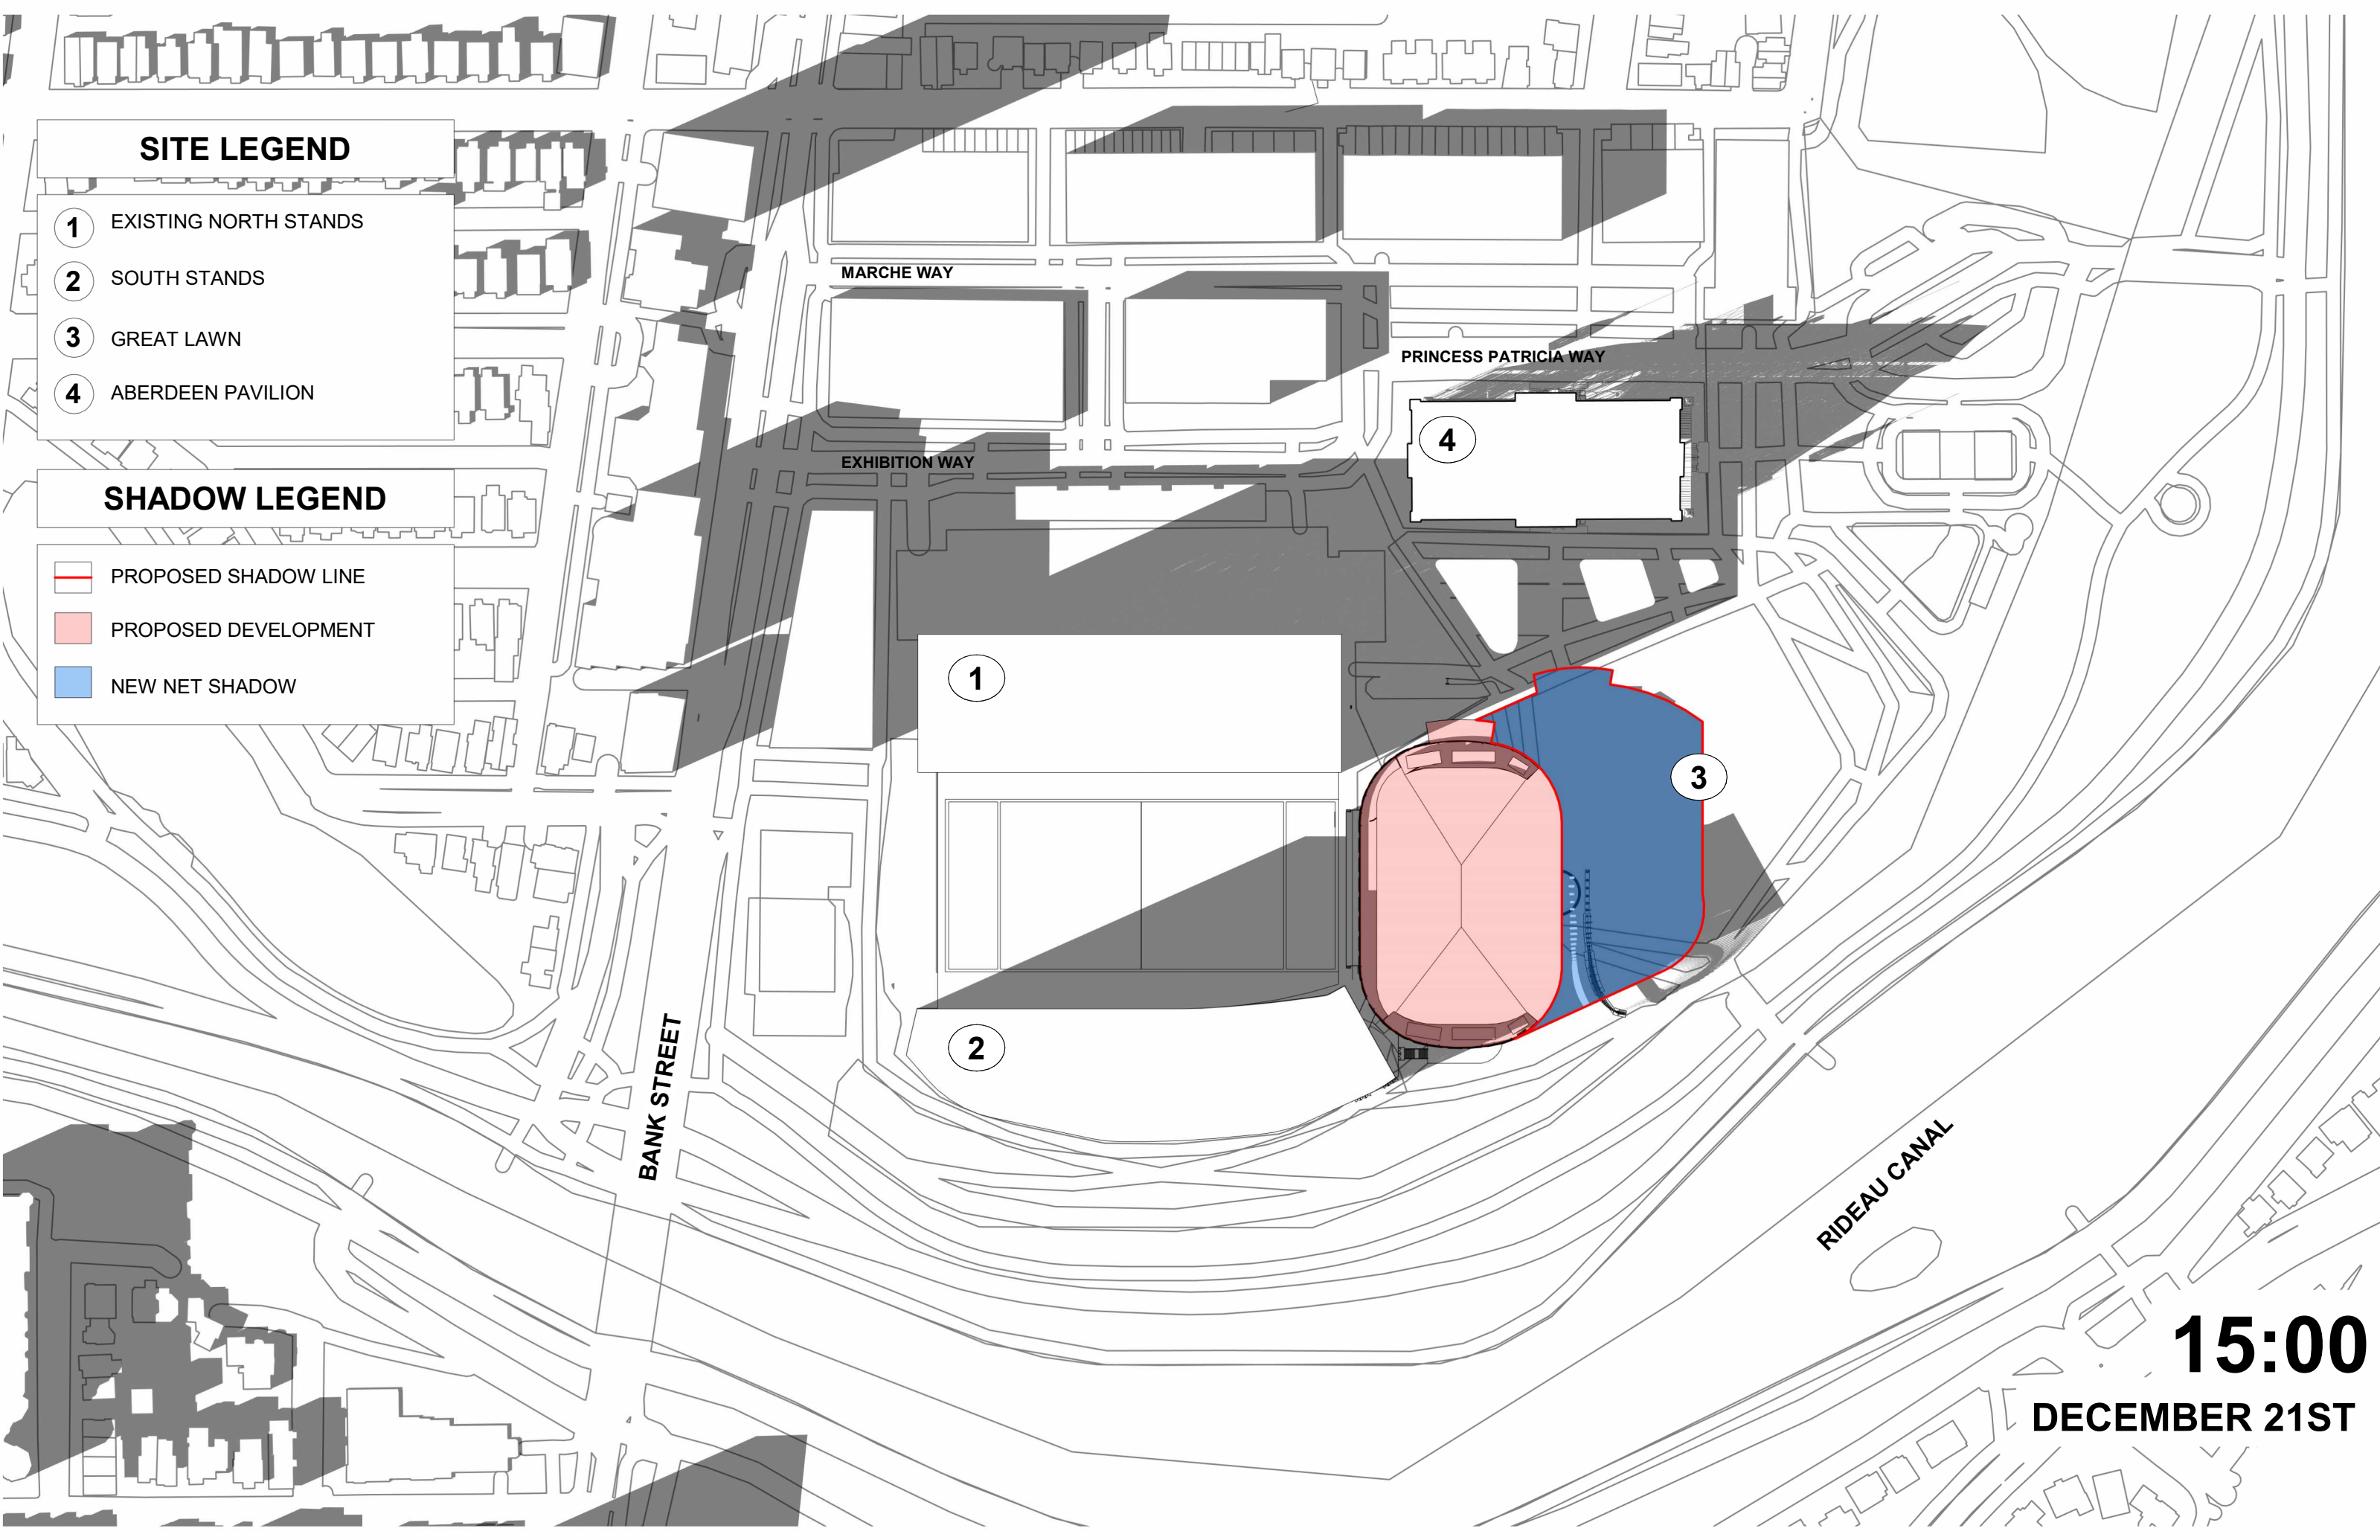 SITE LEGEND
1 EXISTING NORTH STANDS
2 SOUTH STANDS
3 GREAT LAWN
4 ABERDEEN PAVILION
SHADOW LEGEND
PROPOSED SHADOW LINE
PROPOSED DEVELOPMENT
NEW NET SHADOW
MARCHE WAY
PRINCESS PATRICIA WAY
4
EXHIBITION WAY
1
3
2
BANK STREET
RIDEAU CANAL
15:00
DECEMBER 21ST